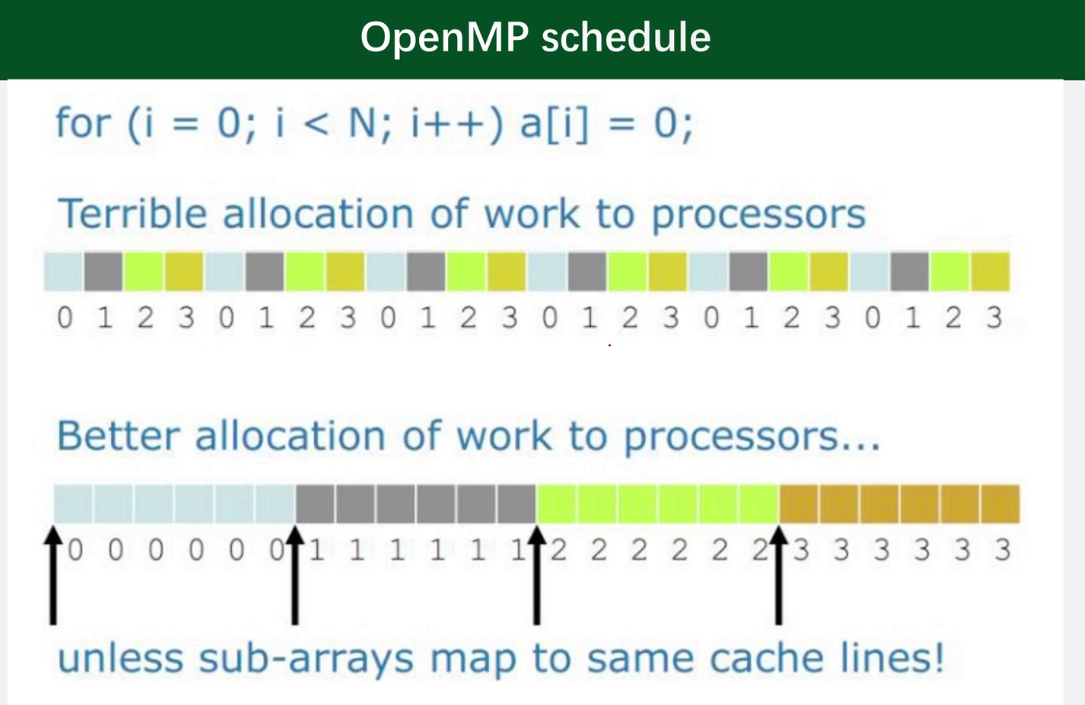 OpenMP schedule
for (i = 0; i < N; i++) a[i] = 0;
Terrible allocation of work to processors
0 1 2 3 0 1 2 3 0 1 2 3 0 1 2 3 0 1 2 3 0 1 2 3
Better allocation of work to processors...
0 0 0 0 0 0 1 1 1 1 1 1 2 2 2 2 2 2 3 3 3 3 3 3
unless sub-arrays map to same cache lines!